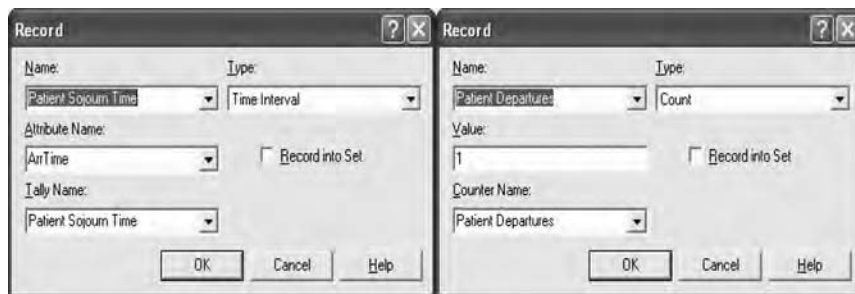 Record
Name: Type:
Patient Sojourn Time Time Interval
Attribute Name:
ArrTime Record into Set
Tally Name:
Patient Sojourn Time
OK Cancel Help
Record
Name: Type:
Patient Departures Count
Value:
1 Record into Set
Counter Name:
Patient Departures
OK Cancel Help